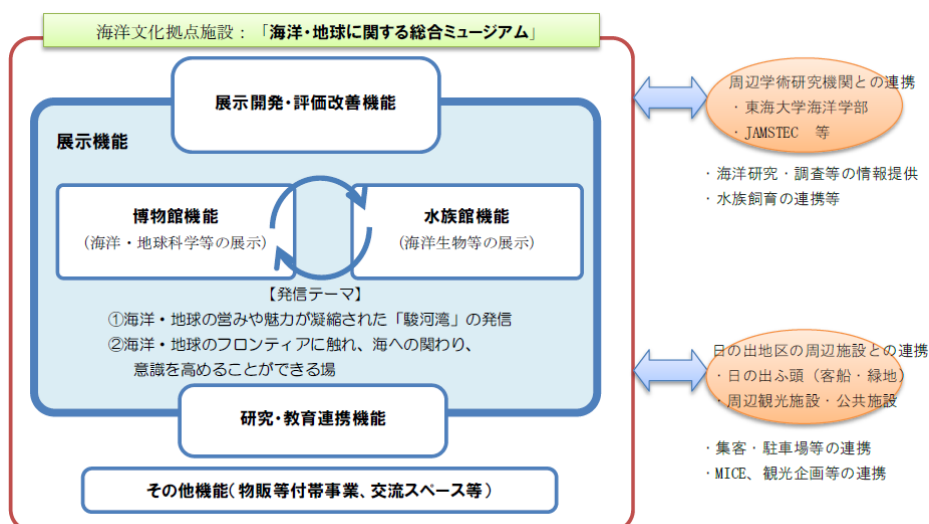 海洋文化拠点施設：「海洋・地球に関する総合ミュージアム」
展示開発・評価改善機能
展示機能
博物館機能
（海洋・地球科学等の展示）
水族館機能
（海洋生物等の展示）
【発信テーマ】
①海洋・地球の営みや魅力が凝縮された「駿河湾」の発信
②海洋・地球のフロンティアに触れ、海への関わり、
意識を高めることができる場
研究・教育連携機能
その他機能（物販等付帯事業、交流スペース等）
周辺学術研究機関との連携
・東海大学海洋学部
・JAMSTEC 等
・海洋研究・調査等の情報提供
・水族飼育の連携等
日の出地区の周辺施設との連携
・日の出ふ頭（客船・緑地）
・周辺観光施設・公共施設
・集客・駐車場等の連携
・MICE、観光企画等の連携